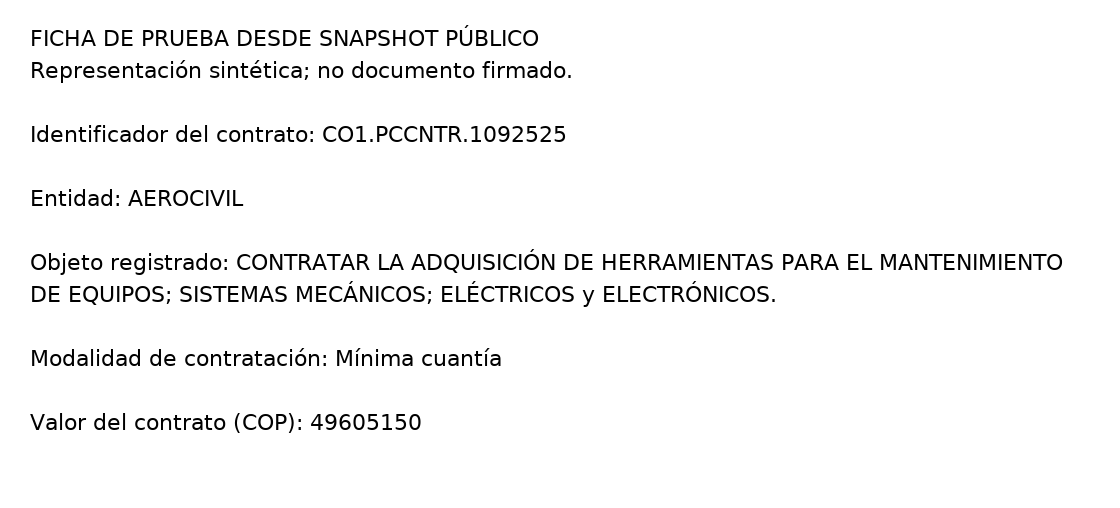 FICHA DE PRUEBA DESDE SNAPSHOT PÚBLICO
Representación sintética; no documento firmado.
Identificador del contrato: CO1.PCCNTR.1092525
Entidad: AEROCIVIL
Objeto registrado: CONTRATAR LA ADQUISICIÓN DE HERRAMIENTAS PARA EL MANTENIMIENTO
DE EQUIPOS; SISTEMAS MECÁNICOS; ELÉCTRICOS y ELECTRÓNICOS.
Modalidad de contratación: Mínima cuantía
Valor del contrato (COP): 49605150